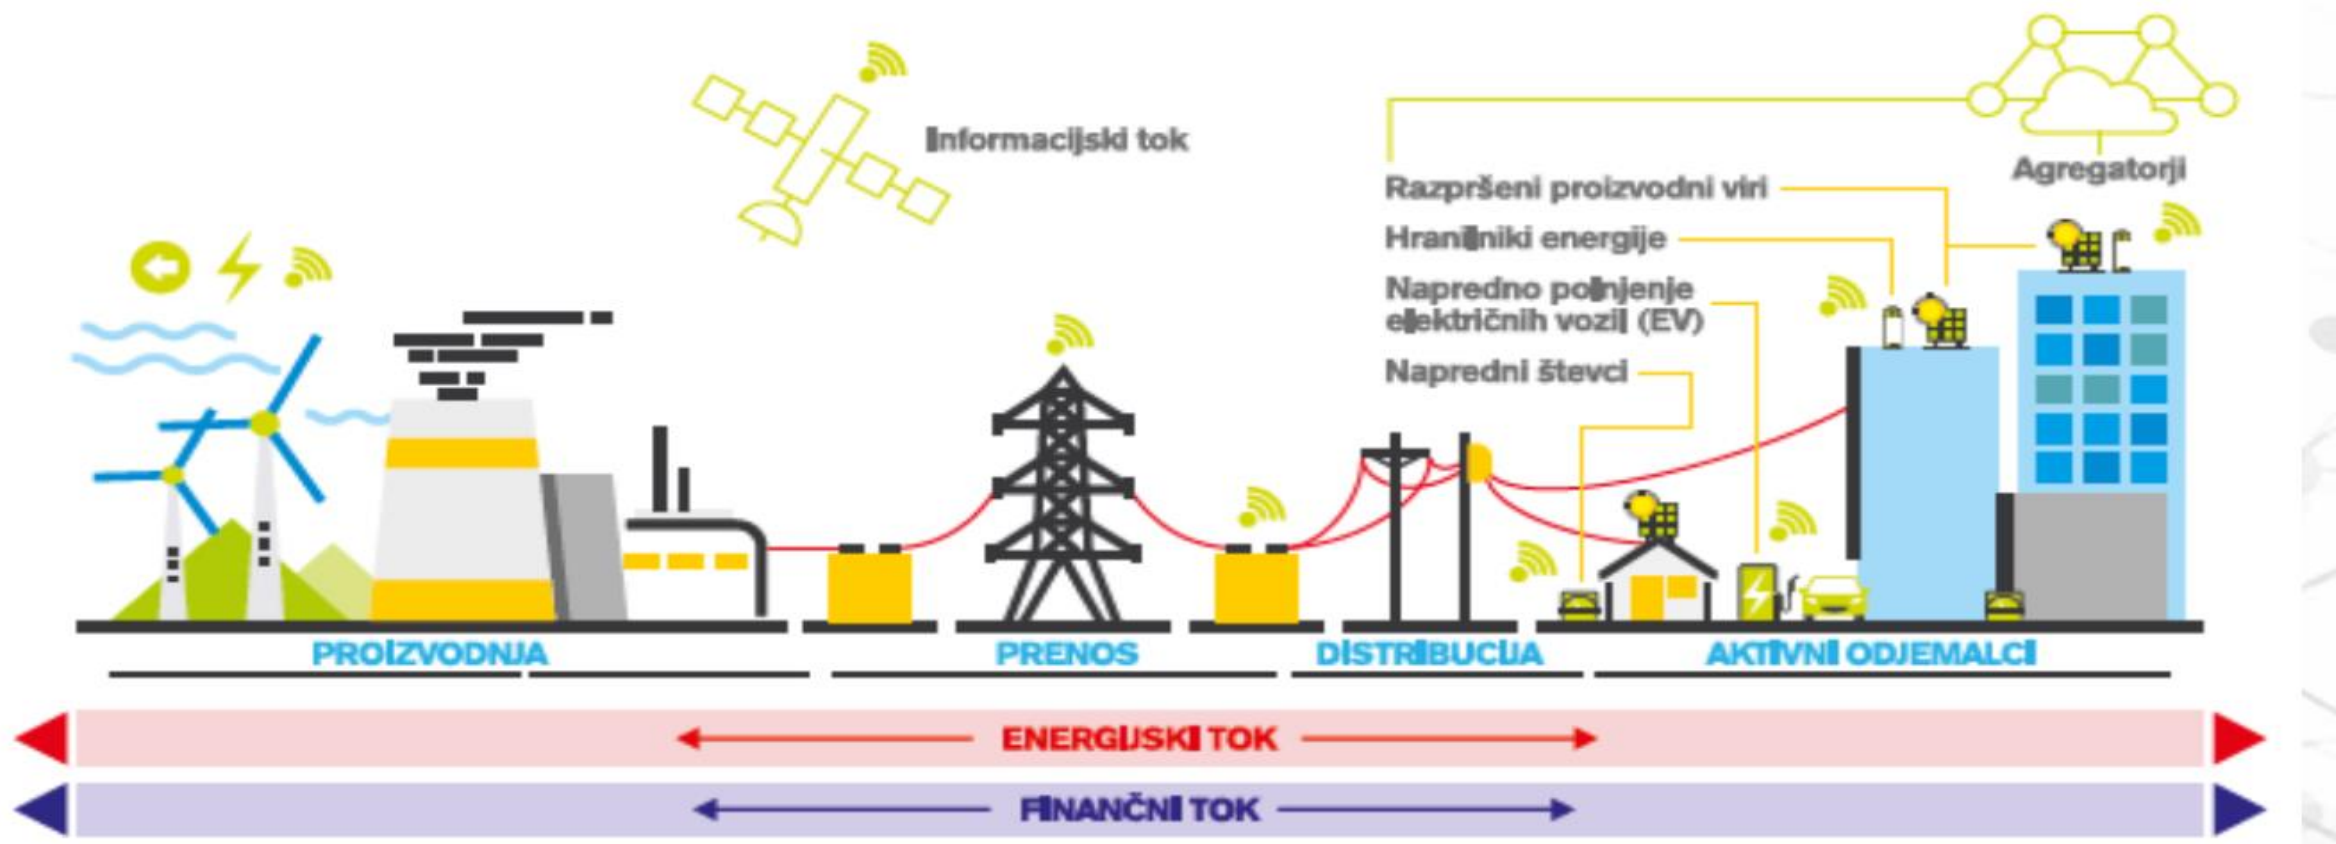 Informacijski tok
Agregatorji
Razpršeni proizvodni viri
Hranilniki energije
Napredno polnjenje
električnih vozil (EV)
Napredni števci
PROIZVODNJA
PRENOS
DISTRIBUCIJA
AKTIVNI ODJEMALCI
ENERGIJSKI TOK
FINANČNI TOK